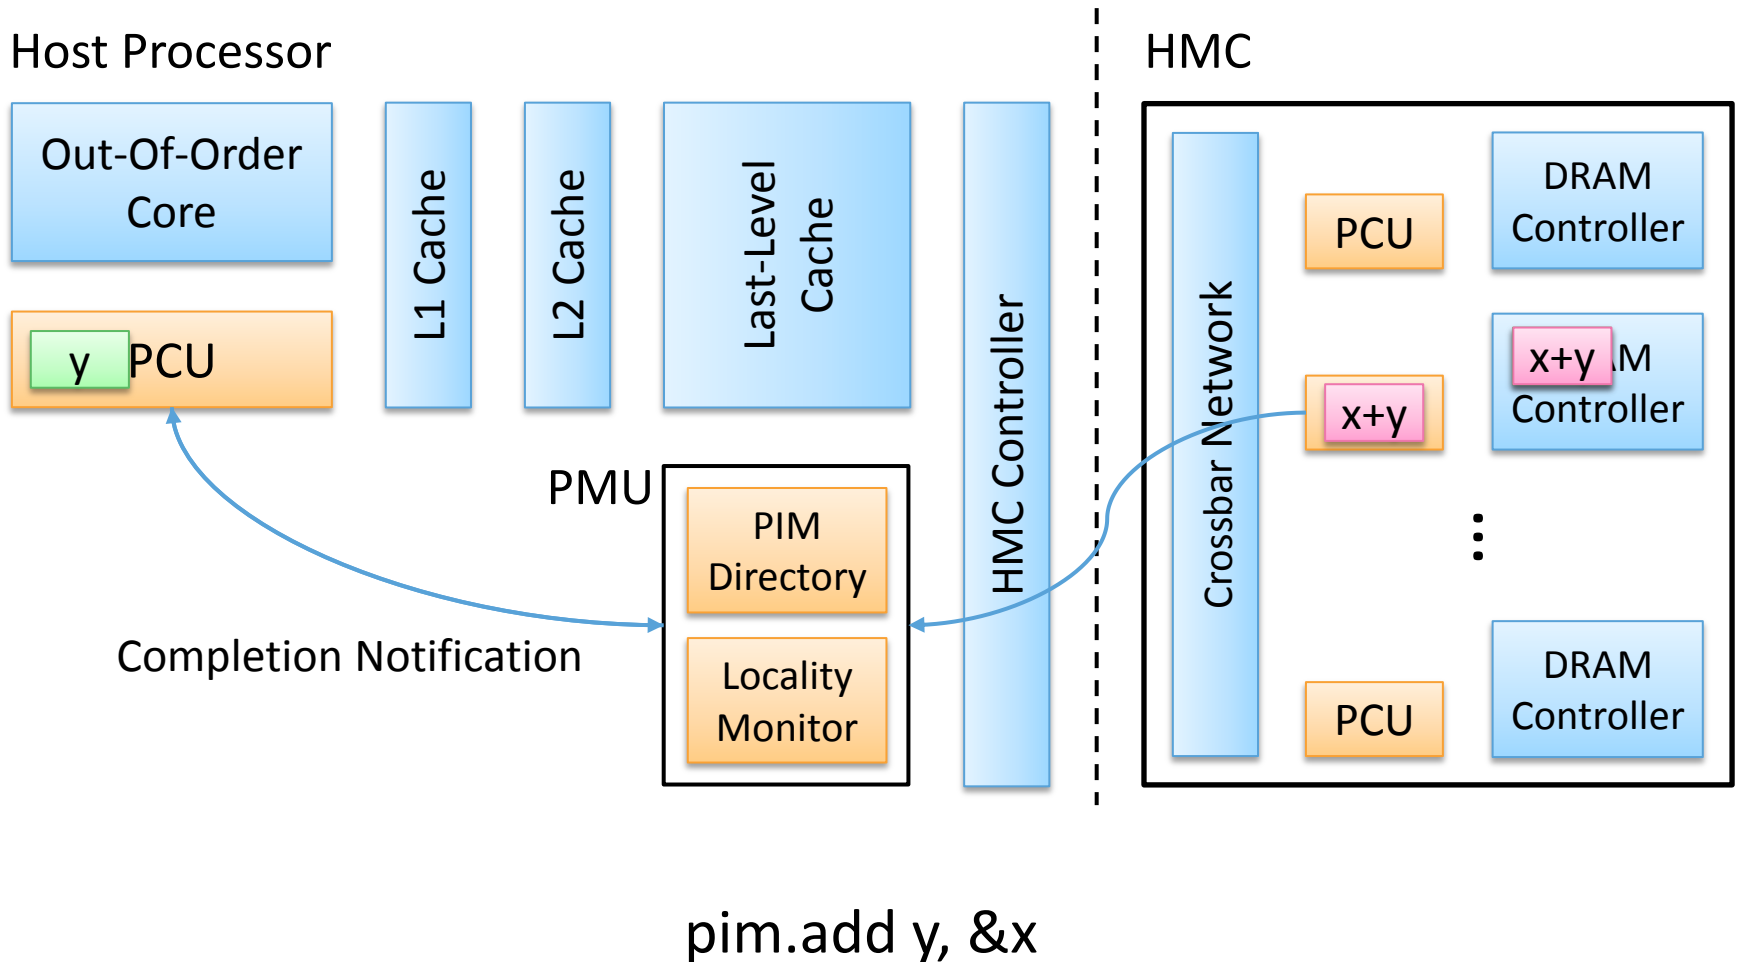 Host Processor
HMC
Out-Of-Order
Core
L1 Cache
L2 Cache
Last-Level
Cache
HMC Controller
Crossbar Network
PCU
DRAM
Controller
y
PCU
x+y
x+y
Controller
PMU
PIM
Directory
Locality
Monitor
Completion Notification
...
PCU
DRAM
Controller
pim.add y, &x